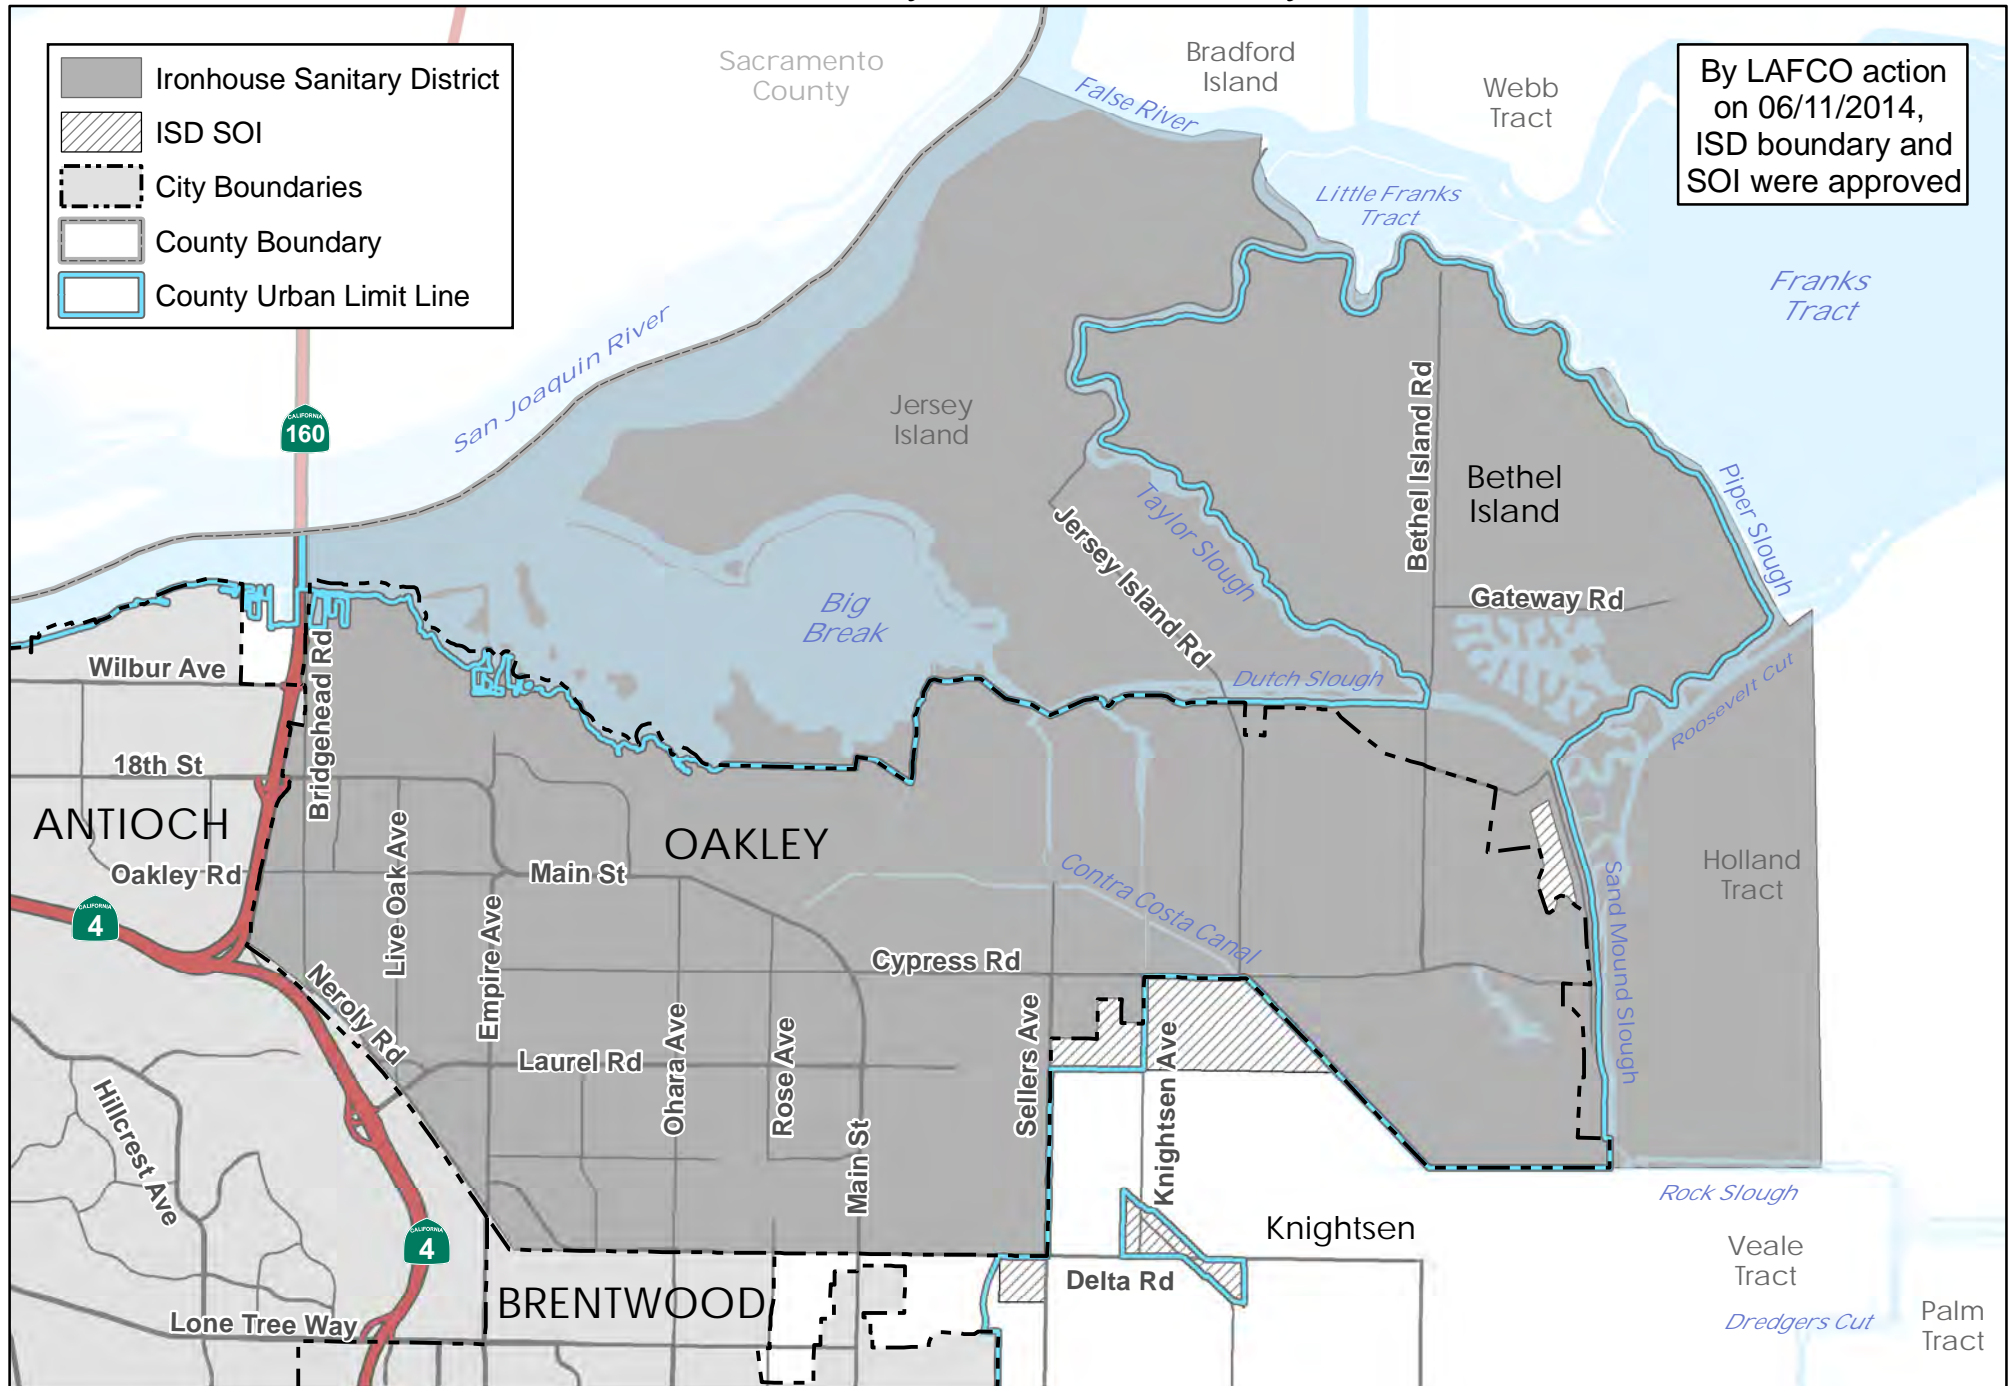 Ironhouse Sanitary District
ISD SOI
City Boundaries
County Boundary
County Urban Limit Line
By LAFCO action
on 06/11/2014,
ISD boundary and
SOI were approved
Sacramento
County
Bradford
Island
Webb
Tract
False River
Little Franks
Tract
Franks
Tract
San Joaquin River
CALIFORNIA
160
Jersey
Island
Bethel Island Rd
Bethel
Island
Piper Slough
Taylor Slough
Jersey Island Rd
Big
Break
Gateway Rd
Dutch Slough
Roosevelt Cut
Wilbur Ave
Bridgehead Rd
18th St
ANTIOCH
Oakley Rd
Live Oak Ave
Empire Ave
Main St
OAKLEY
Contra Costa Canal
Holland
Tract
Sand Mound Slough
CALIFORNIA
4
Cypress Rd
Neroly Rd
Laurel Rd
Ohara Ave
Rose Ave
Main St
Sellers Ave
Knightsen Ave
Hillcrest Ave
CALIFORNIA
4
Knightsen
Rock Slough
Veale
Tract
Delta Rd
BRENTWOOD
Lone Tree Way
Dredgers Cut
Palm
Tract